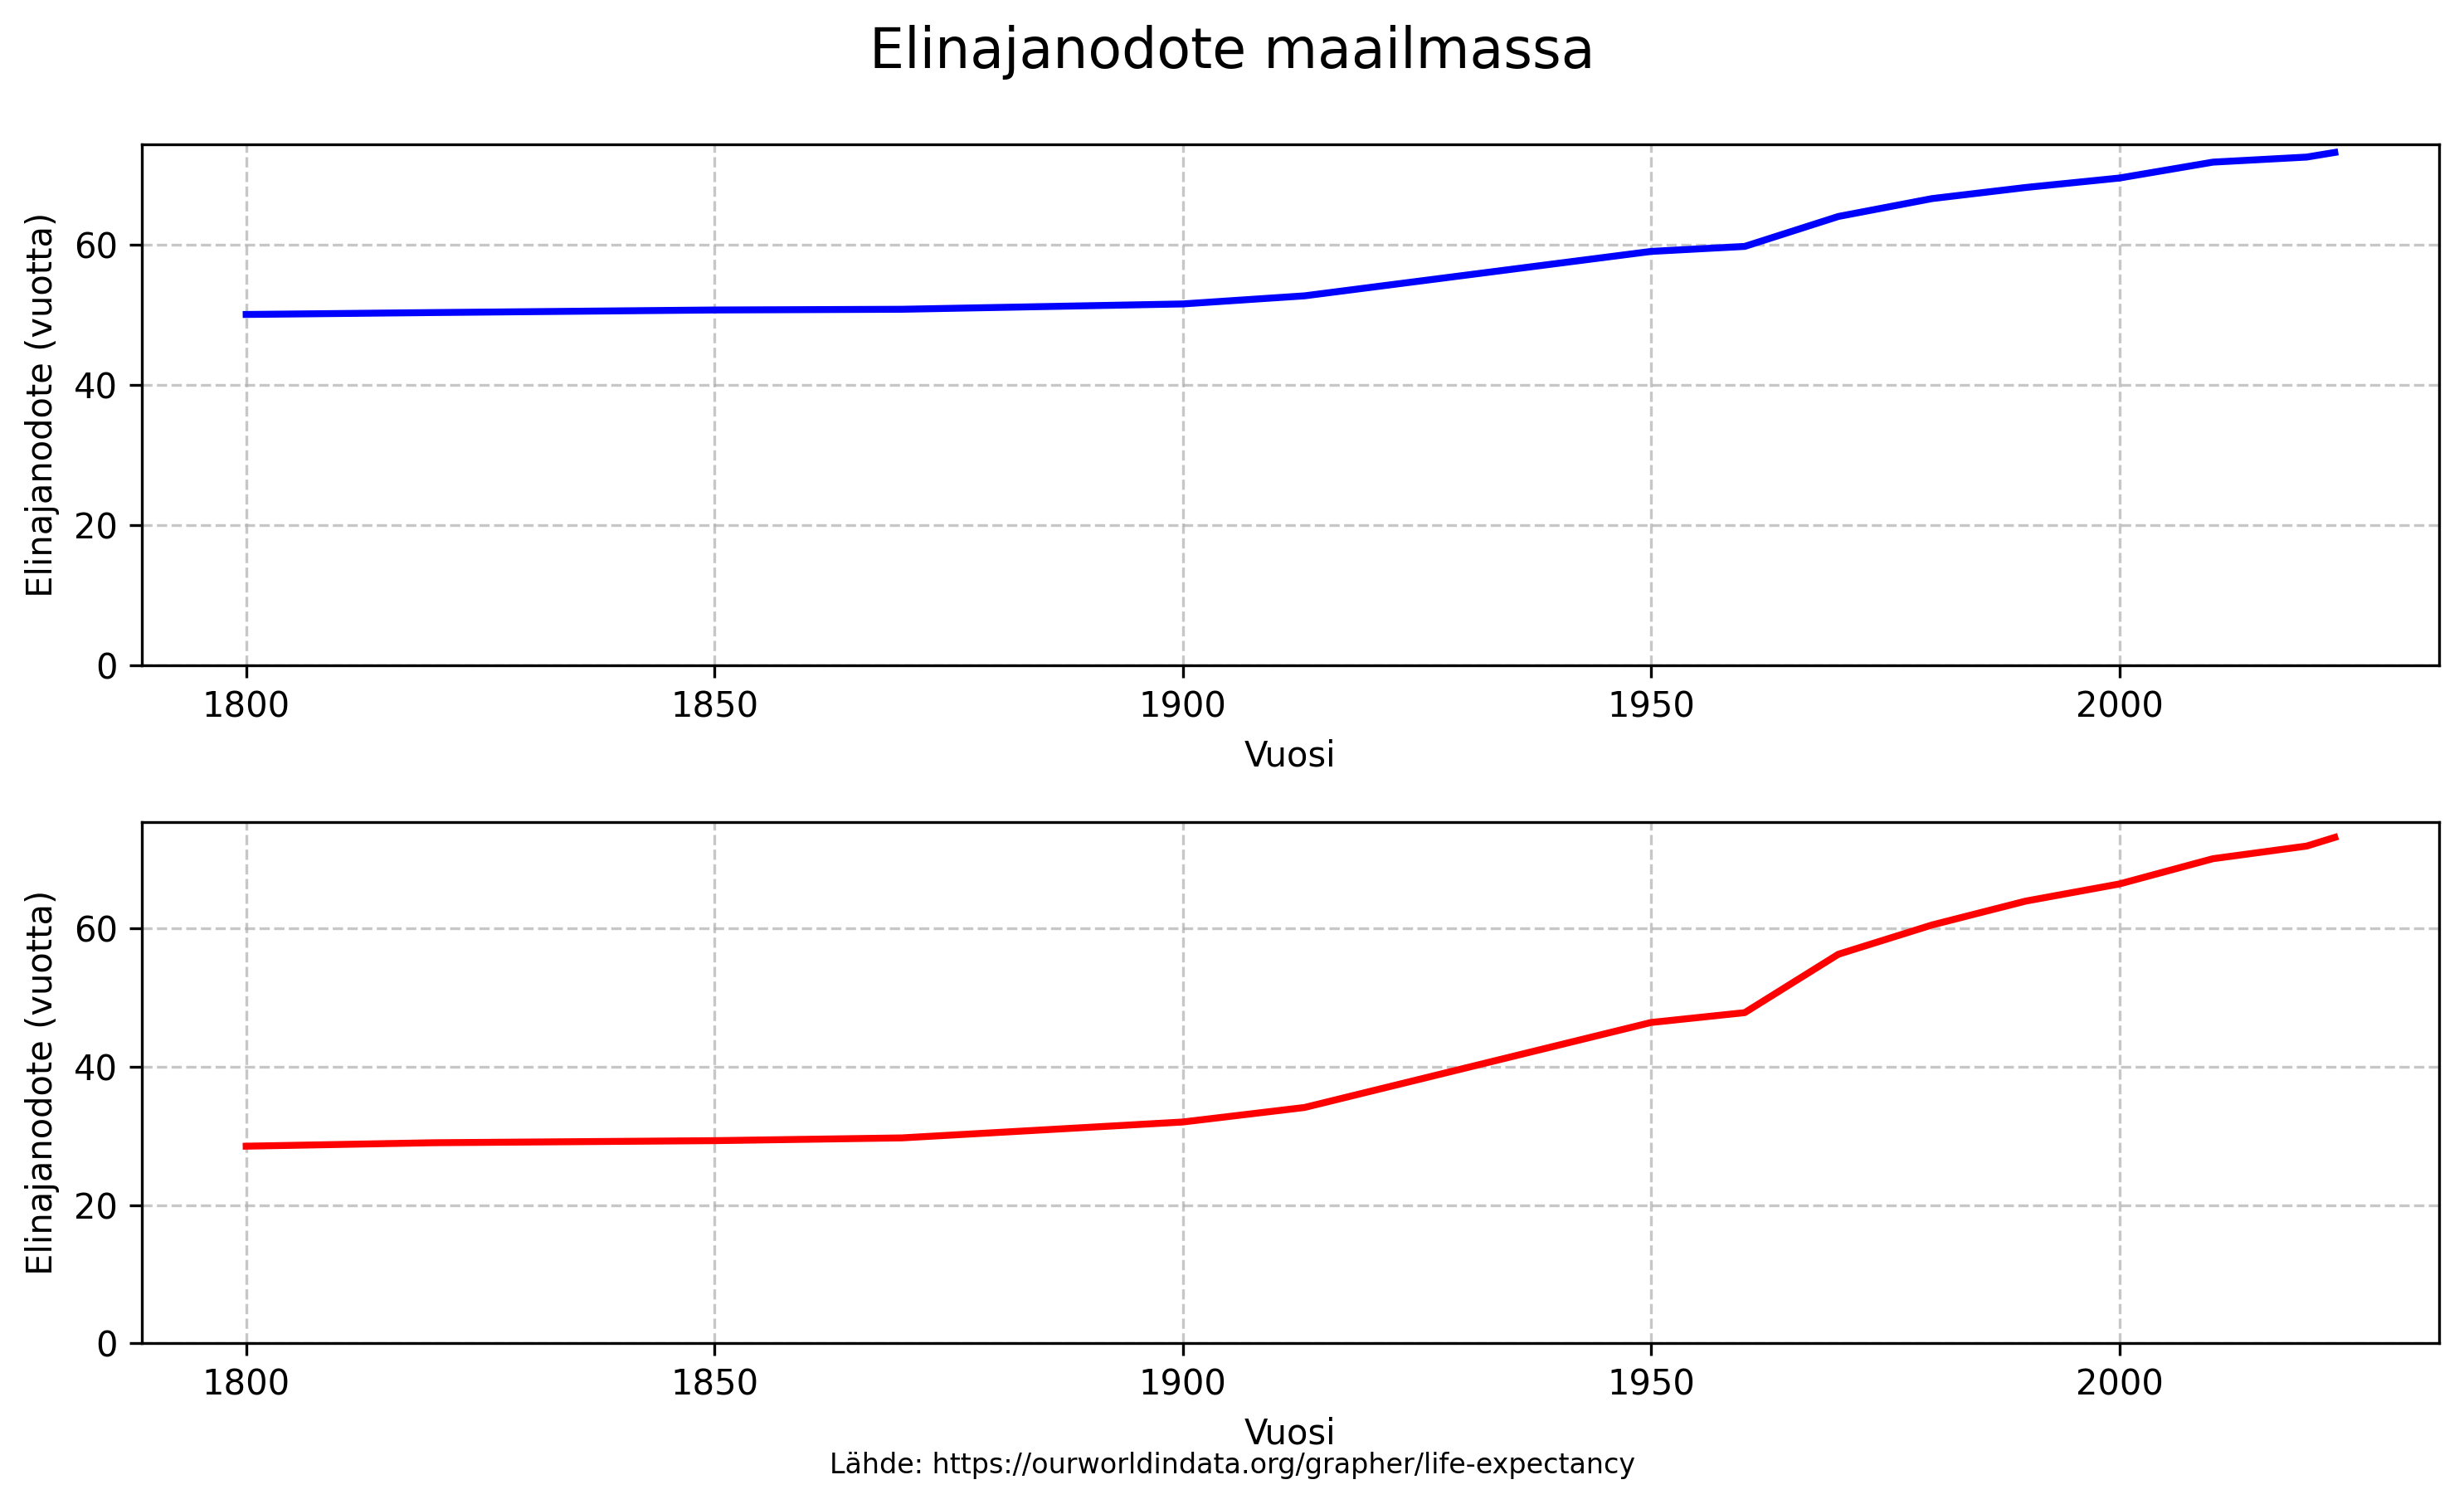 Elinajanodote maailmassa
Elinajanodote (vuotta)
60
40
20
0
1800 1850 1900 1950 2000
Vuosi
Elinajanodote (vuotta)
60
40
20
0
1800 1850 1900 1950 2000
Vuosi
Lähde: https://ourworldindata.org/grapher/life-expectancy